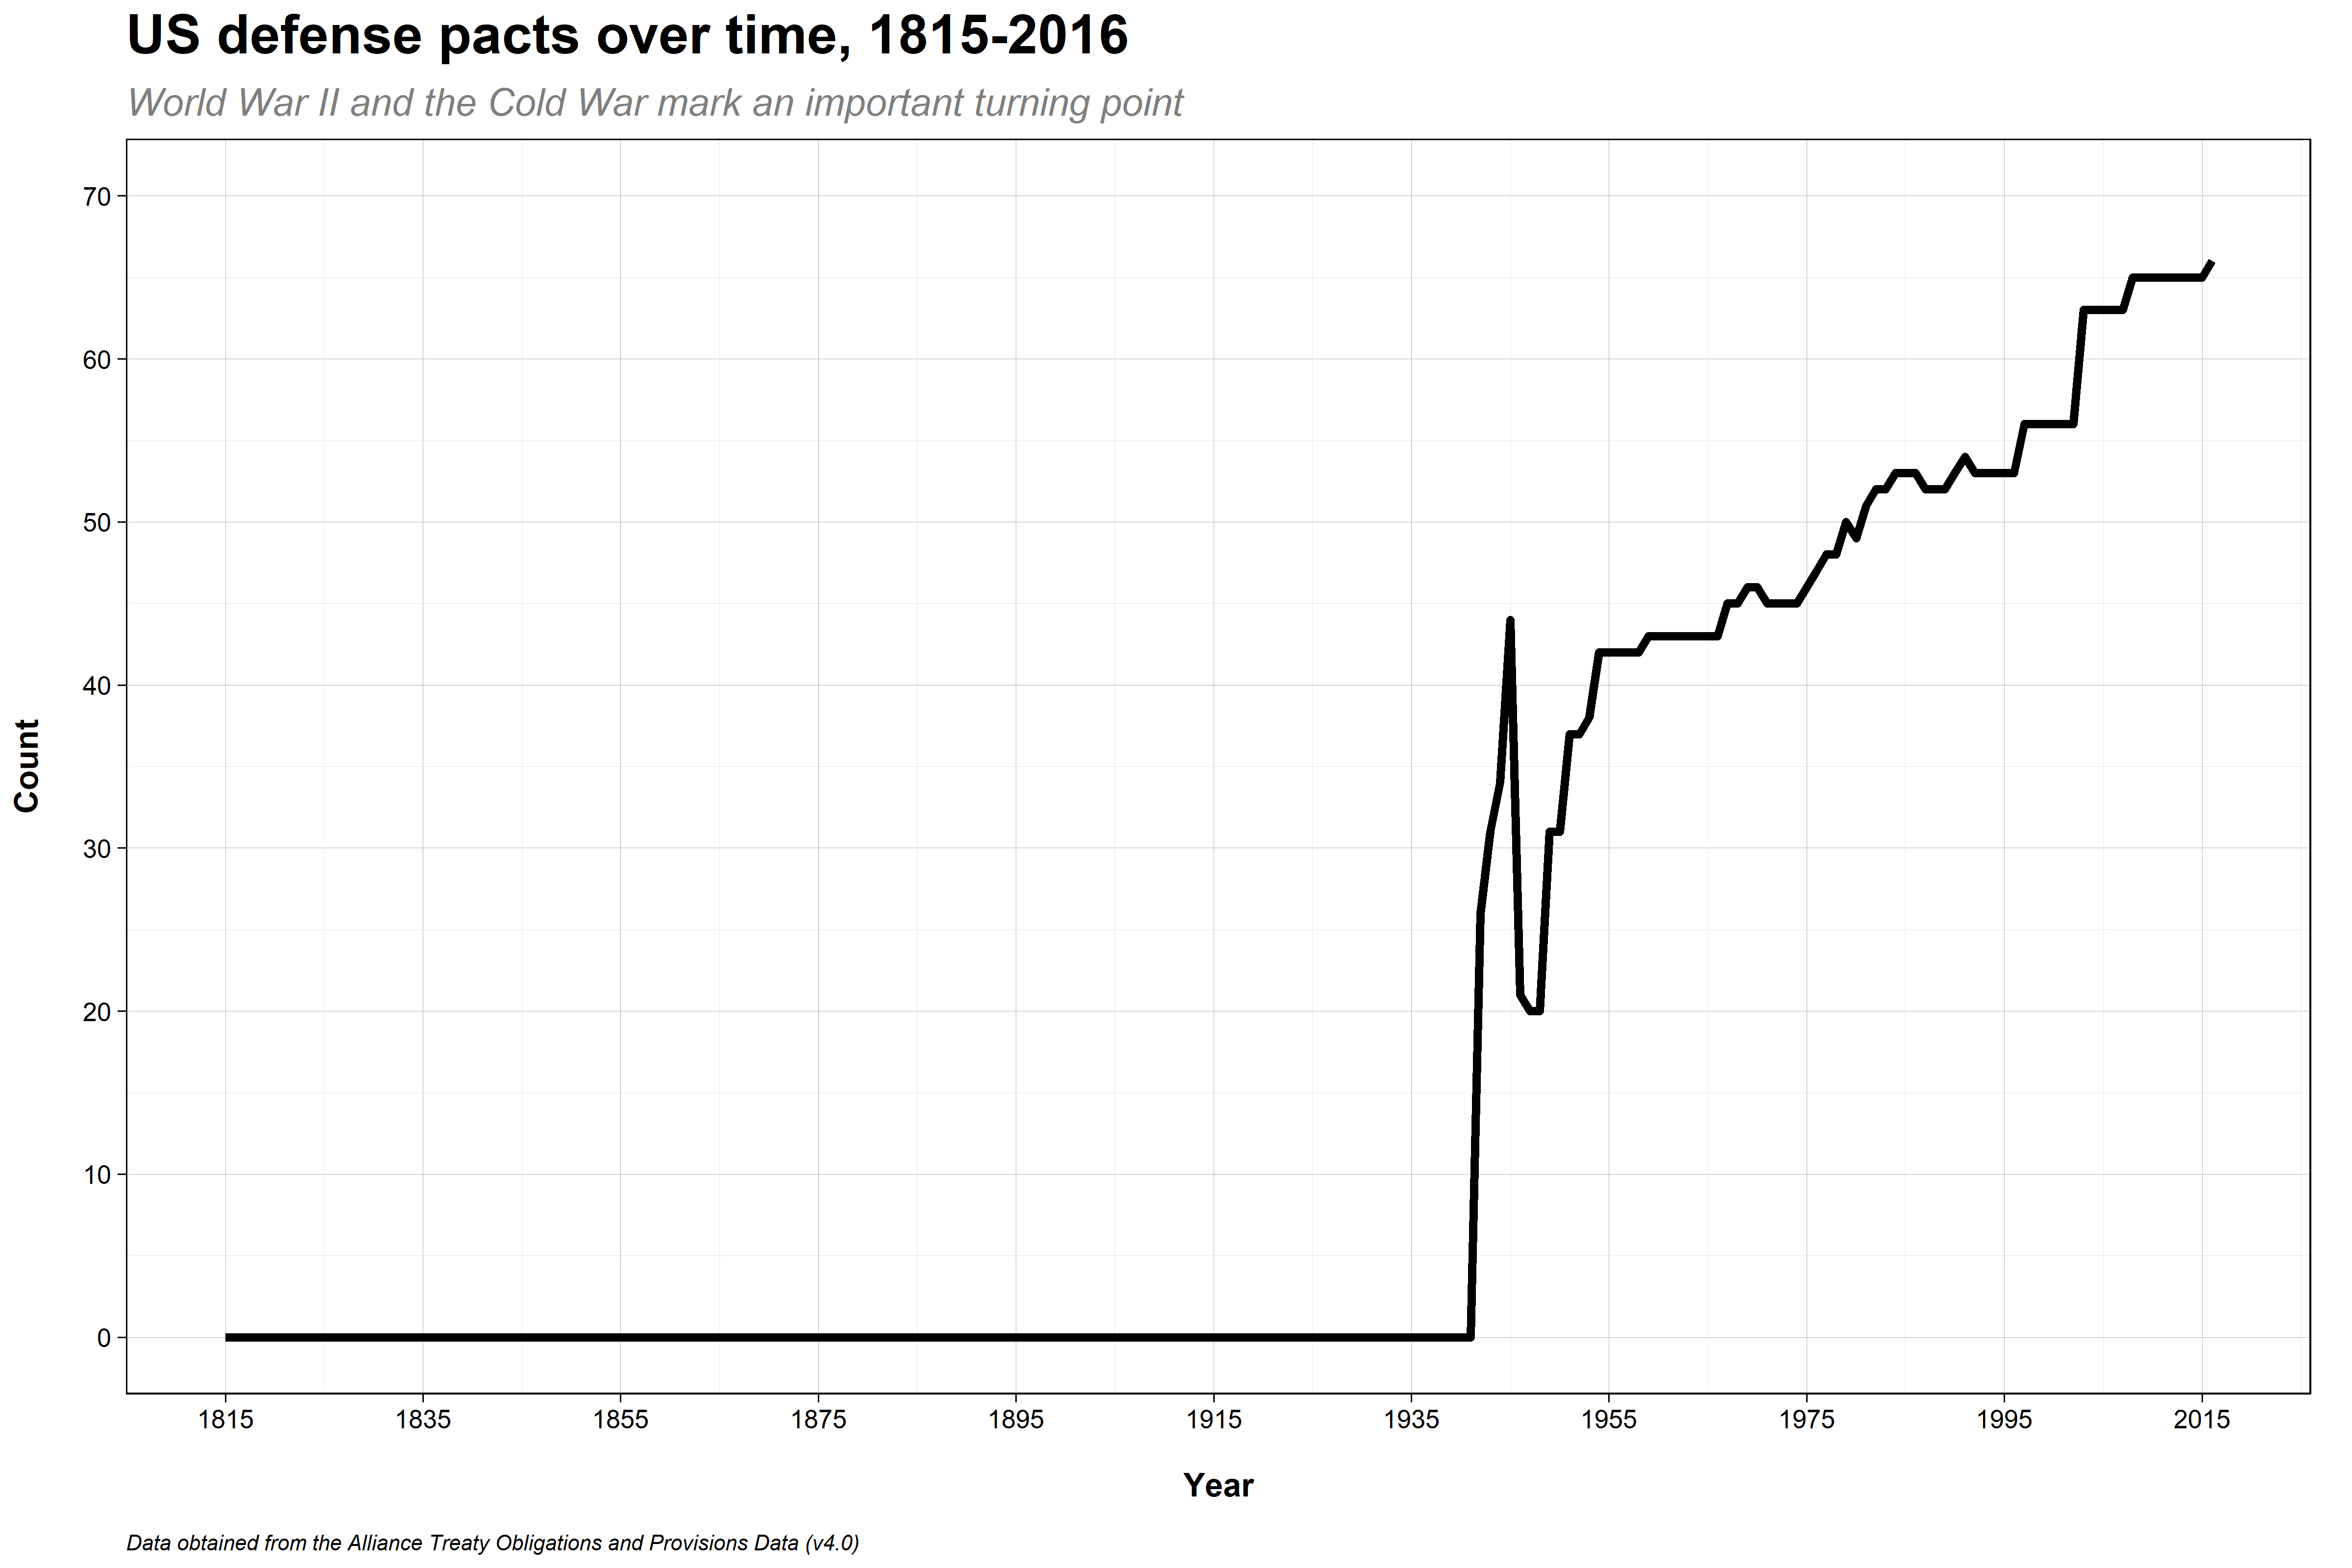 US defense pacts over time, 1815-2016
World War II and the Cold War mark an important turning point
70
60
50
40
30
20
10
0
Count
1815 1835 1855 1875 1895 1915 1935 1955 1975 1995 2015
Year
Data obtained from the Alliance Treaty Obligations and Provisions Data (v4.0)